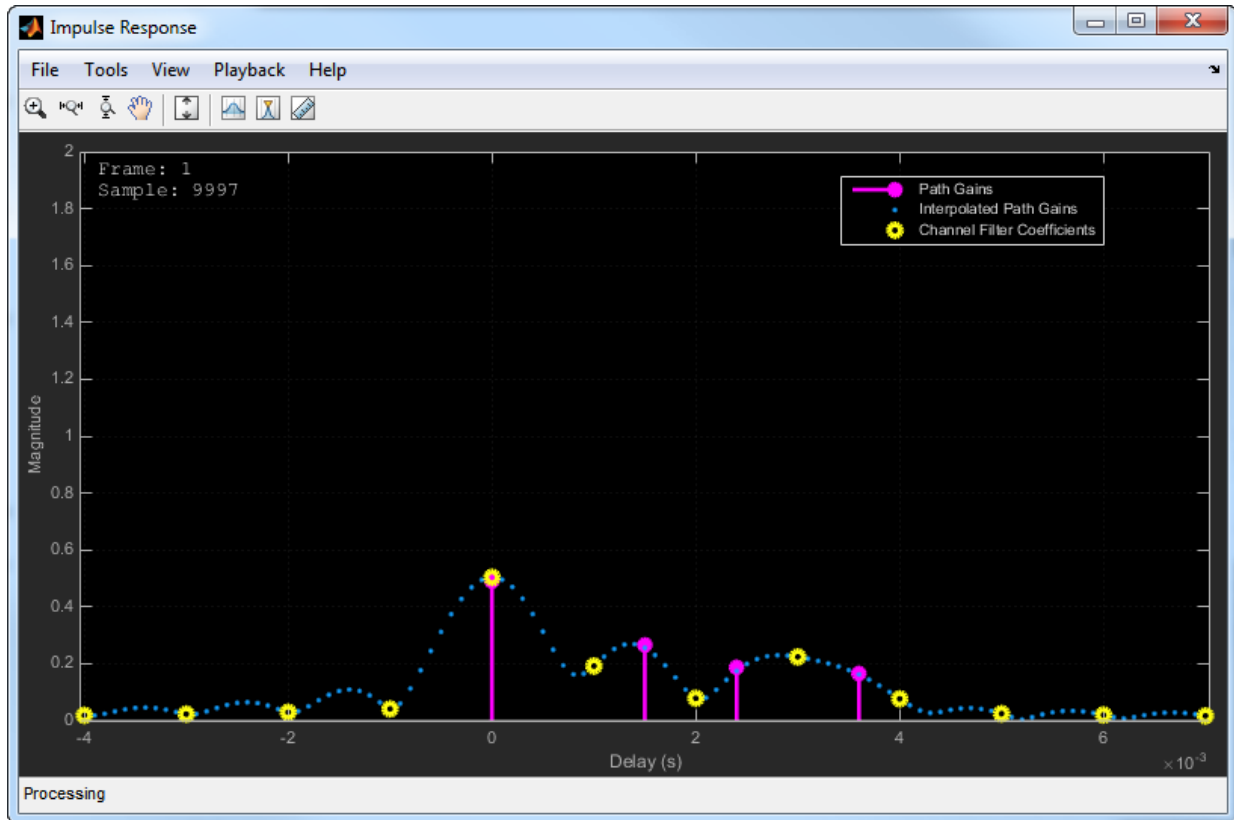 Impulse Response
File Tools View Playback Help
Frame: 1
Sample: 9997
Path Gains
Interpolated Path Gains
Channel Filter Coefficients
2
1.8
1.6
1.4
1.2
1
0.8
0.6
0.4
0.2
0
Magnitude
-4 -2 0 2 4 6
Delay (s)
×10⁻³
Processing